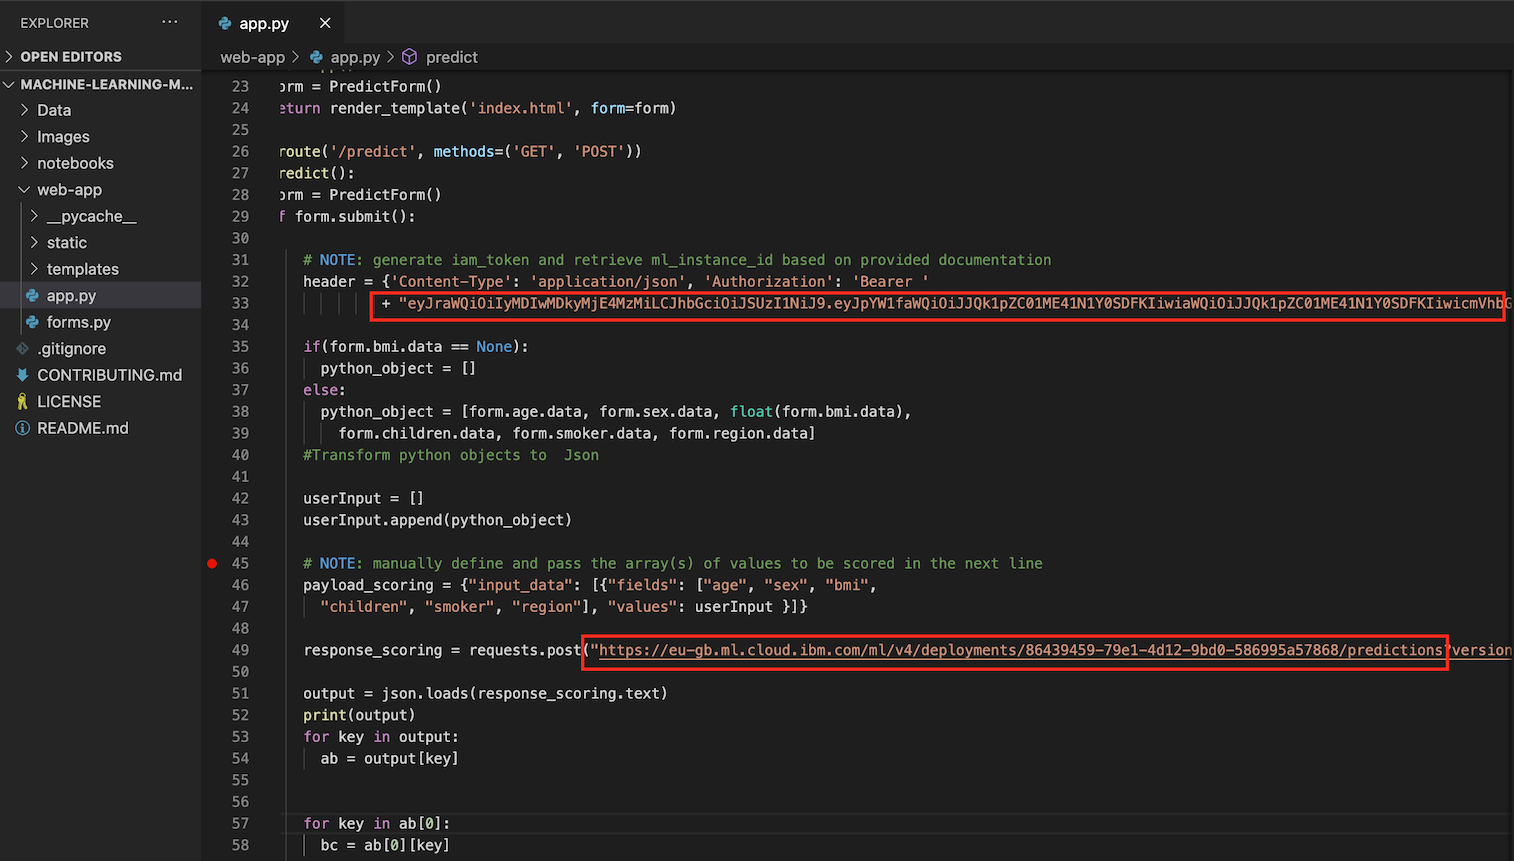 EXPLORER
···
app.py
OPEN EDITORS
web-app > app.py > predict
MACHINE-LEARNING-M...
Data
Images
notebooks
web-app
__pycache__
static
templates
app.py
forms.py
.gitignore
CONTRIBUTING.md
LICENSE
README.md
23 orm = PredictForm()
24 eturn render_template('index.html', form=form)
25
26 route('/predict', methods=('GET', 'POST'))
27 redict():
28 orm = PredictForm()
29 f form.submit():
30
31 # NOTE: generate iam_token and retrieve ml_instance_id based on provided documentation
32 header = {'Content-Type': 'application/json', 'Authorization': 'Bearer '
33 + "eyJraWQiOiIyMDIwMDkyMjE4MzMiLCJhbGciOiJSUzI1NiJ9.eyJpYW1faWQiOiJJQk1pZC01ME41N1Y0SDFKIiwiaWQiOiJJQk1pZC01ME41N1Y0SDFKIiwicmVhbG
34
35 if(form.bmi.data == None):
36 python_object = []
37 else:
38 python_object = [form.age.data, form.sex.data, float(form.bmi.data),
39 form.children.data, form.smoker.data, form.region.data]
40 #Transform python objects to  Json
41
42 userInput = []
43 userInput.append(python_object)
44
45 # NOTE: manually define and pass the array(s) of values to be scored in the next line
46 payload_scoring = {"input_data": [{"fields": ["age", "sex", "bmi",
47 "children", "smoker", "region"], "values": userInput }]}
48
49 response_scoring = requests.post("https://eu-gb.ml.cloud.ibm.com/ml/v4/deployments/86439459-79e1-4d12-9bd0-586995a57868/predictions?version
50
51 output = json.loads(response_scoring.text)
52 print(output)
53 for key in output:
54 ab = output[key]
55
56
57 for key in ab[0]:
58 bc = ab[0][key]